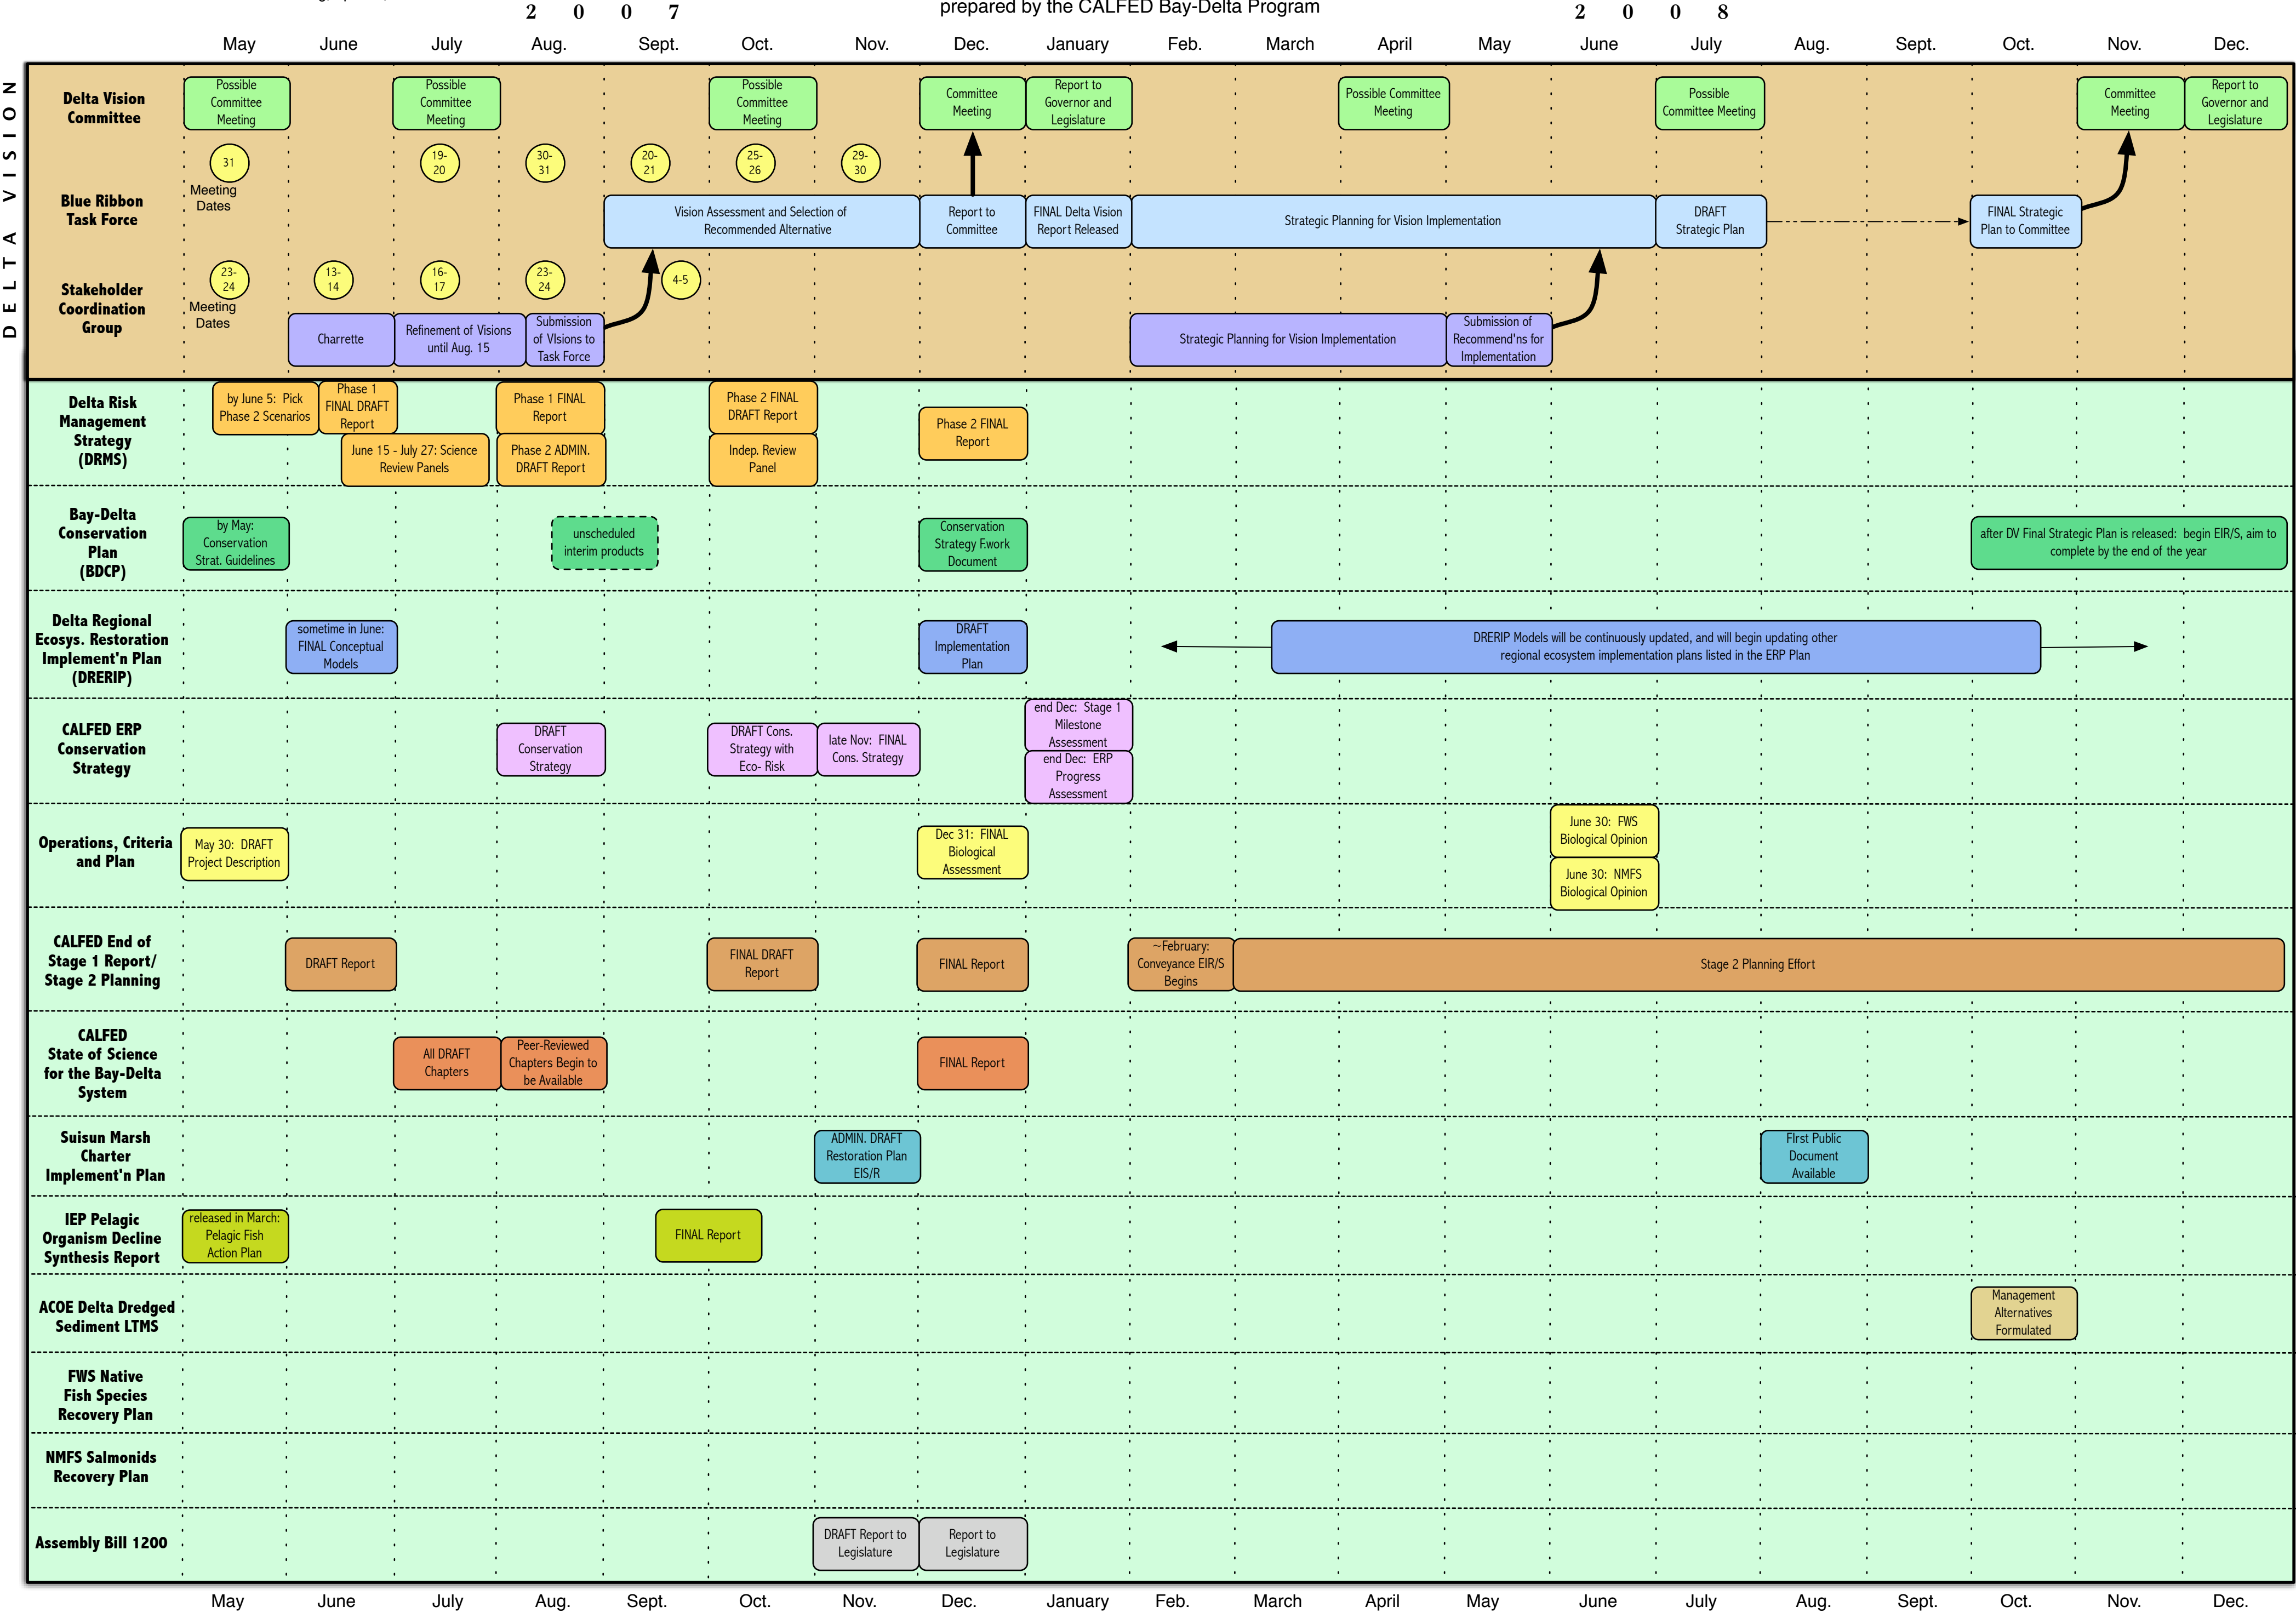 2 0 0 7
prepared by the CALFED Bay-Delta Program
2 0 0 8
May June July Aug. Sept. Oct. Nov. Dec. January Feb. March April May June July Aug. Sept. Oct. Nov. Dec.
DELTA VISION
Delta Vision
Committee
Possible
Committee
Meeting
Possible
Committee
Meeting
Possible
Committee
Meeting
Committee
Meeting
Report to
Governor and
Legislature
Possible Committee
Meeting
Possible
Committee Meeting
Committee
Meeting
Report to
Governor and
Legislature
Blue Ribbon
Task Force
31
Meeting
Dates
19-
20
30-
31
20-
21
25-
26
29-
30
Vision Assessment and Selection of
Recommended Alternative
Report to
Committee
FINAL Delta Vision
Report Released
Strategic Planning for Vision Implementation
DRAFT
Strategic Plan
FINAL Strategic
Plan to Committee
Stakeholder
Coordination
Group
23-
24
Meeting
Dates
13-
14
16-
17
23-
24
4-5
Charrette
Refinement of Visions
until Aug. 15
Submission
of VIsions to
Task Force
Strategic Planning for Vision Implementation
Submission of
Recommend'ns for
Implementation
Delta Risk
Management
Strategy
(DRMS)
by June 5: Pick
Phase 2 Scenarios
Phase 1
FINAL DRAFT
Report
June 15 - July 27: Science
Review Panels
Phase 1 FINAL
Report
Phase 2 ADMIN.
DRAFT Report
Phase 2 FINAL
DRAFT Report
Indep. Review
Panel
Phase 2 FINAL
Report
Bay-Delta
Conservation
Plan
(BDCP)
by May:
Conservation
Strat. Guidelines
unscheduled
interim products
Conservation
Strategy F.work
Document
after DV Final Strategic Plan is released: begin EIR/S, aim to
complete by the end of the year
Delta Regional
Ecosys. Restoration
Implement'n Plan
(DRERIP)
sometime in June:
FINAL Conceptual
Models
DRAFT
Implementation
Plan
DRERIP Models will be continuously updated, and will begin updating other
regional ecosystem implementation plans listed in the ERP Plan
CALFED ERP
Conservation
Strategy
DRAFT
Conservation
Strategy
DRAFT Cons.
Strategy with
Eco- Risk
late Nov: FINAL
Cons. Strategy
end Dec: Stage 1
Milestone
Assessment
end Dec: ERP
Progress
Assessment
Operations, Criteria
and Plan
May 30: DRAFT
Project Description
Dec 31: FINAL
Biological
Assessment
June 30: FWS
Biological Opinion
June 30: NMFS
Biological Opinion
CALFED End of
Stage 1 Report/
Stage 2 Planning
DRAFT Report
FINAL DRAFT
Report
FINAL Report
~February:
Conveyance EIR/S
Begins
Stage 2 Planning Effort
CALFED
State of Science
for the Bay-Delta
System
All DRAFT
Chapters
Peer-Reviewed
Chapters Begin to
be Available
FINAL Report
Suisun Marsh
Charter
Implement'n Plan
ADMIN. DRAFT
Restoration Plan
EIS/R
FIrst Public
Document
Available
IEP Pelagic
Organism Decline
Synthesis Report
released in March:
Pelagic Fish
Action Plan
FINAL Report
ACOE Delta Dredged
Sediment LTMS
Management
Alternatives
Formulated
FWS Native
Fish Species
Recovery Plan
NMFS Salmonids
Recovery Plan
Assembly Bill 1200
DRAFT Report to
Legislature
Report to
Legislature
May June July Aug. Sept. Oct. Nov. Dec. January Feb. March April May June July Aug. Sept. Oct. Nov. Dec.